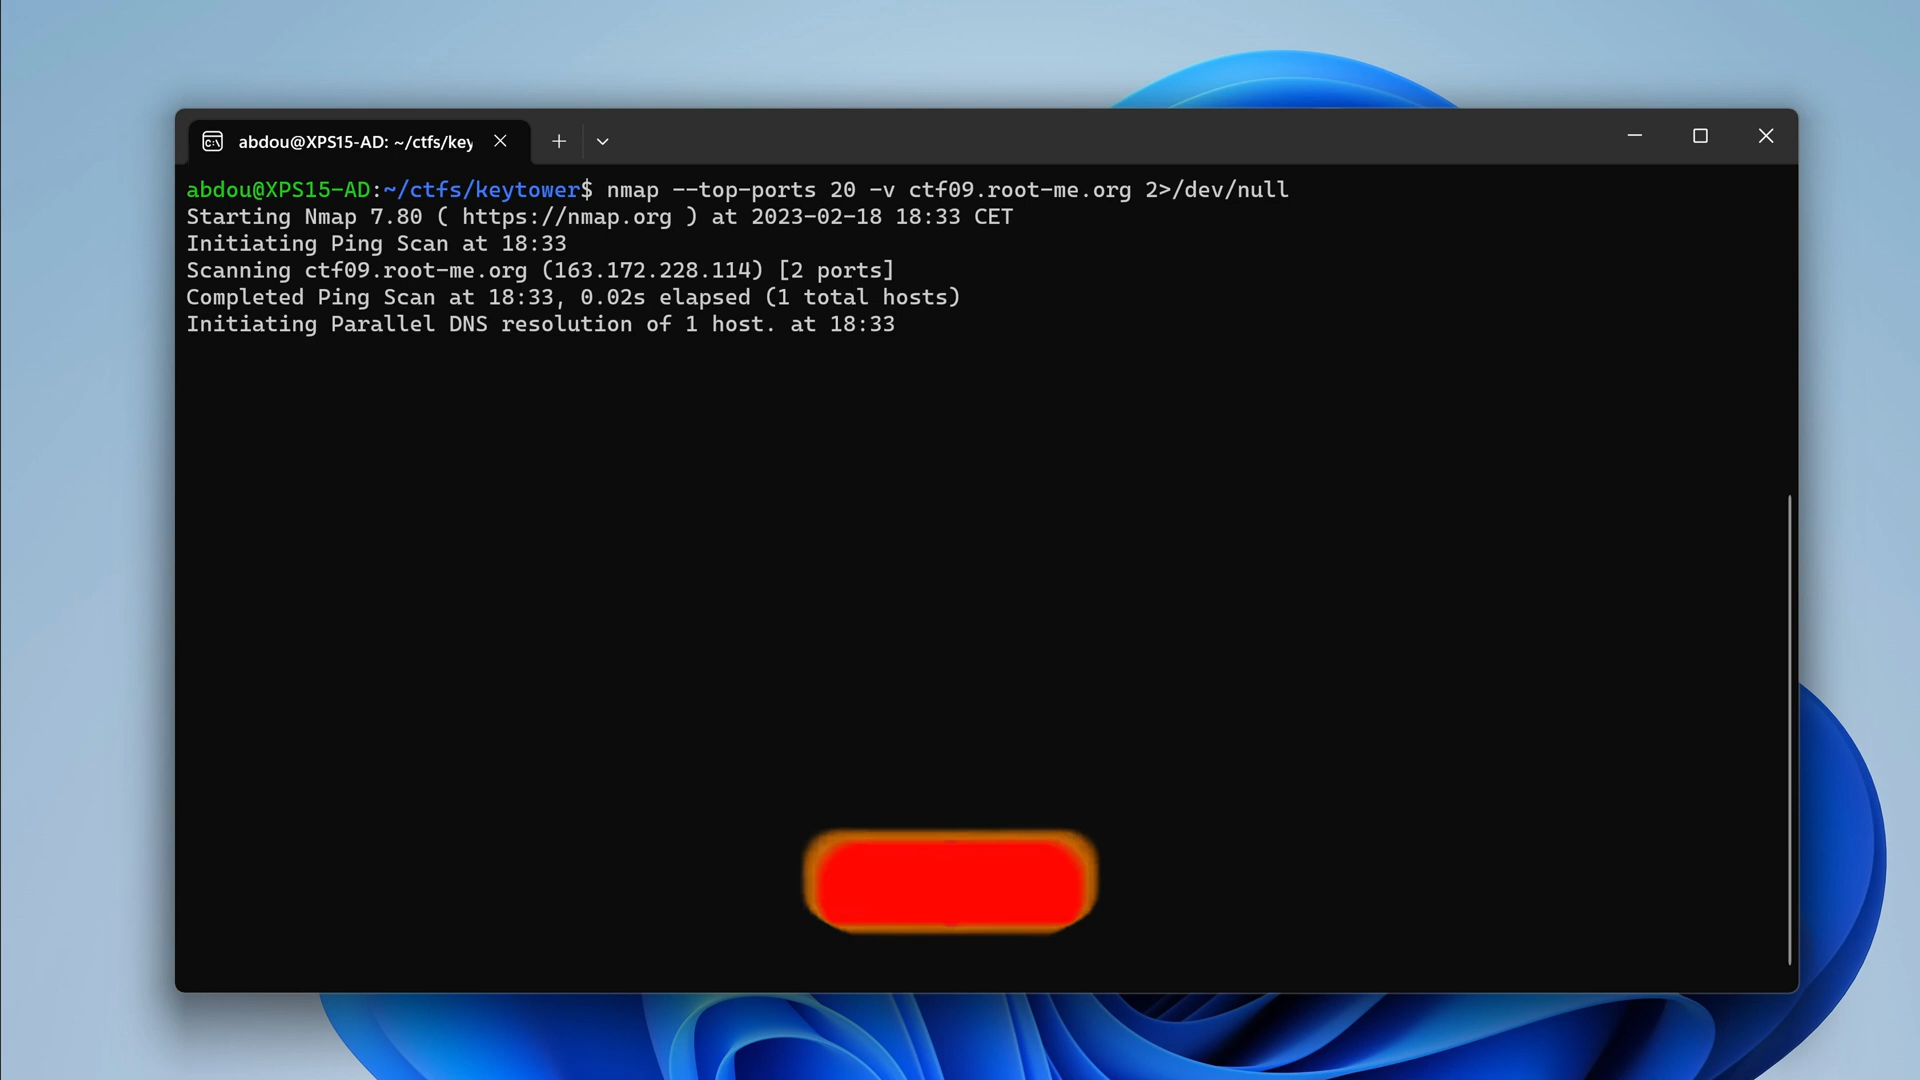 abdou@XPS15-AD: ~/ctfs/key
abdou@XPS15-AD:~/ctfs/keytower$ nmap --top-ports 20 -v ctf09.root-me.org 2>/dev/null
Starting Nmap 7.80 ( https://nmap.org ) at 2023-02-18 18:33 CET
Initiating Ping Scan at 18:33
Scanning ctf09.root-me.org (163.172.228.114) [2 ports]
Completed Ping Scan at 18:33, 0.02s elapsed (1 total hosts)
Initiating Parallel DNS resolution of 1 host. at 18:33